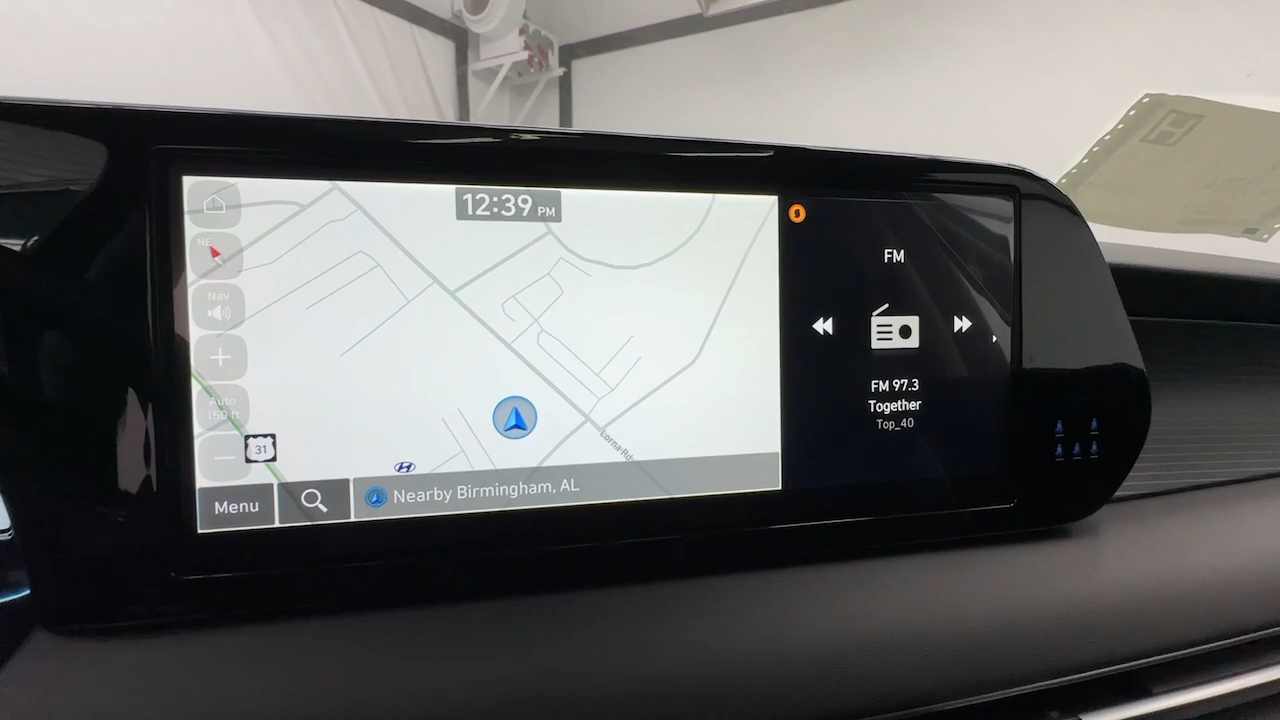 12:39 PM
NE
Nav
Auto
150 ft
31
Lorna Rd
Menu
Nearby Birmingham, AL
FM
FM 97.3
Together
Top_40